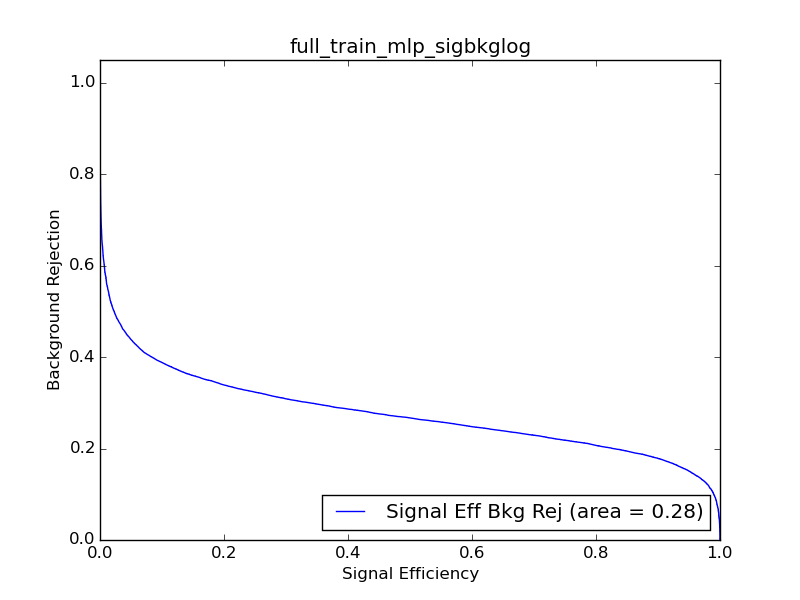 full_train_mlp_sigbkglog
1.0
0.8
0.6
0.4
0.2
0.0
Background Rejection
Signal Eff Bkg Rej (area = 0.28)
0.0 0.2 0.4 0.6 0.8 1.0
Signal Efficiency